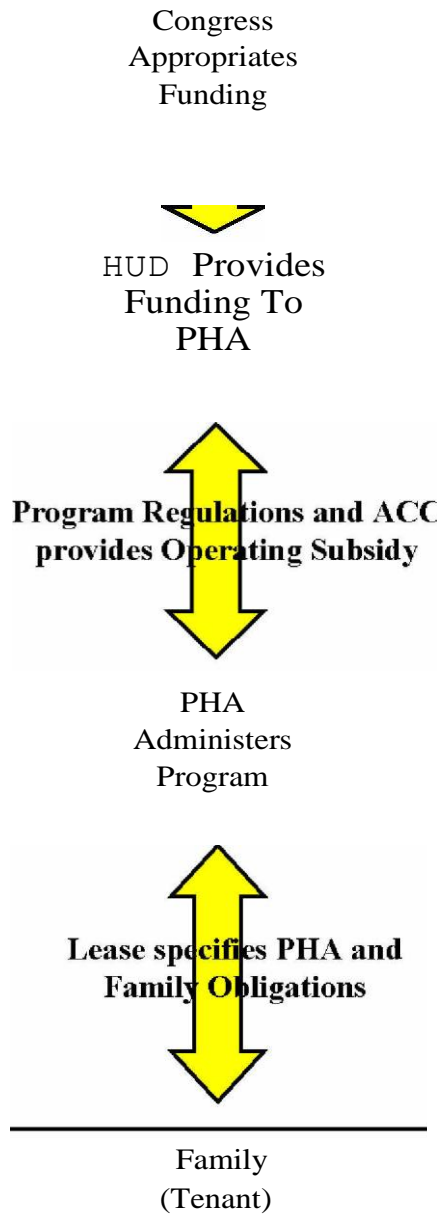 Congress
Appropriates
Funding
HUD Provides
Funding To
PHA
Program Regulations and ACC
provides Operating Subsidy
PHA
Administers
Program
Lease specifies PHA and
Family Obligations
Family
(Tenant)